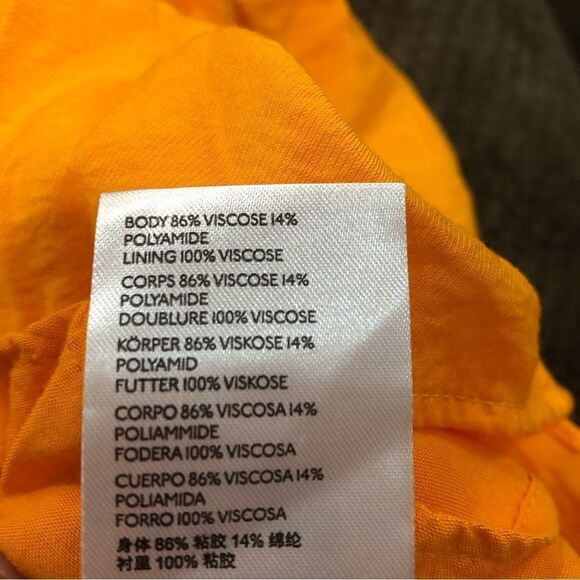 BODY 86% VISCOSE 14%
POLYAMIDE
LINING 100% VISCOSE
CORPS 86% VISCOSE 14%
POLYAMIDE
DOUBLURE 100% VISCOSE
KÖRPER 86% VISKOSE 14%
POLYAMID
FUTTER 100% VISKOSE
CORPO 86% VISCOSA 14%
POLIAMMIDE
FODERA 100% VISCOSA
CUERPO 86% VISCOSA 14%
POLIAMIDA
FORRO 100% VISCOSA
身体 86% 粘胶 14% 绵纶
衬里 100% 粘胶